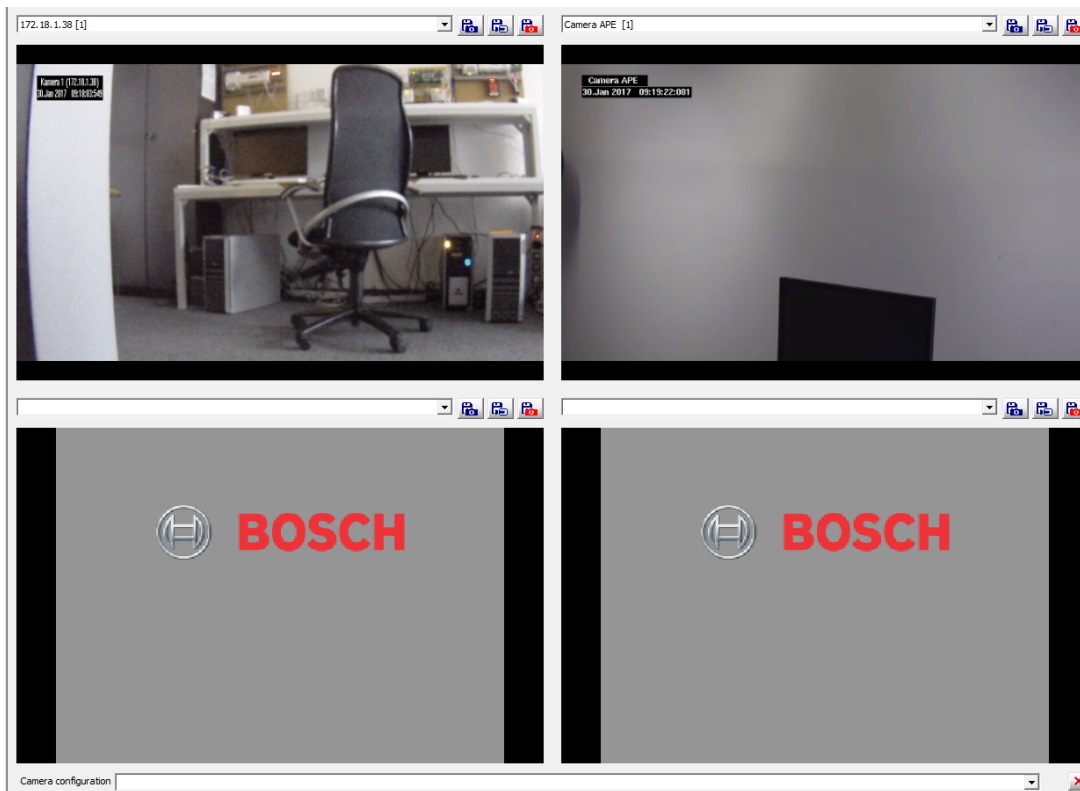 172.18.1.38 [1]
Camera APE [1]
Kamera 1 (172.18.1.38)
30.Jan 2017 09:18:03:549
Camera APE
30.Jan 2017 09:19:22:081
BOSCH
BOSCH
Camera configuration